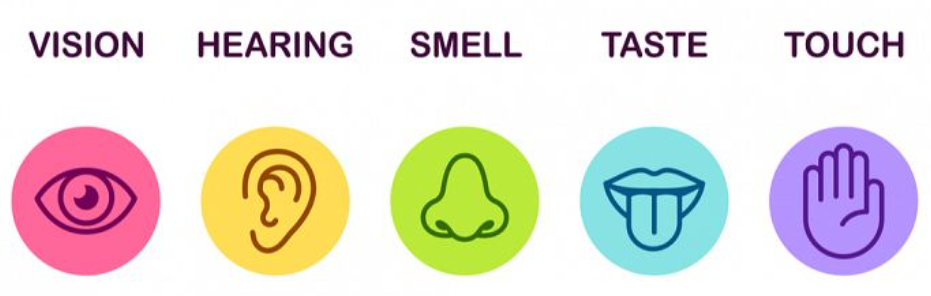 VISION HEARING SMELL TASTE TOUCH